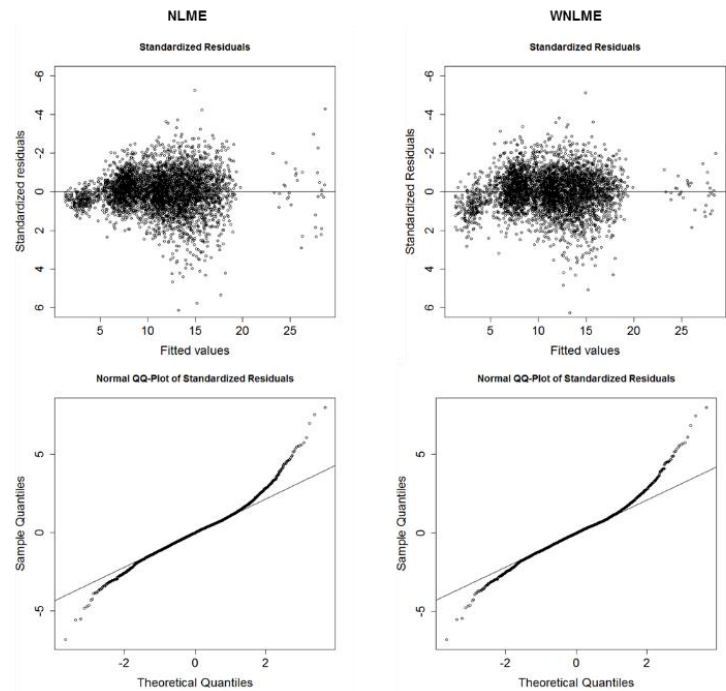 NLME
WNLME
Standardized Residuals
Standardized Residuals
Standardized residuals
-6
-4
-2
0
2
4
6
5
10
15
20
25
Fitted values
Standardized Residuals
-6
-4
-2
0
2
4
6
5
10
15
20
25
Fitted values
Normal QQ-Plot of Standardized Residuals
Normal QQ-Plot of Standardized Residuals
Sample Quantiles
5
0
-5
-2
0
2
Theoretical Quantiles
Sample Quantiles
5
0
-5
-2
0
2
Theoretical Quantiles